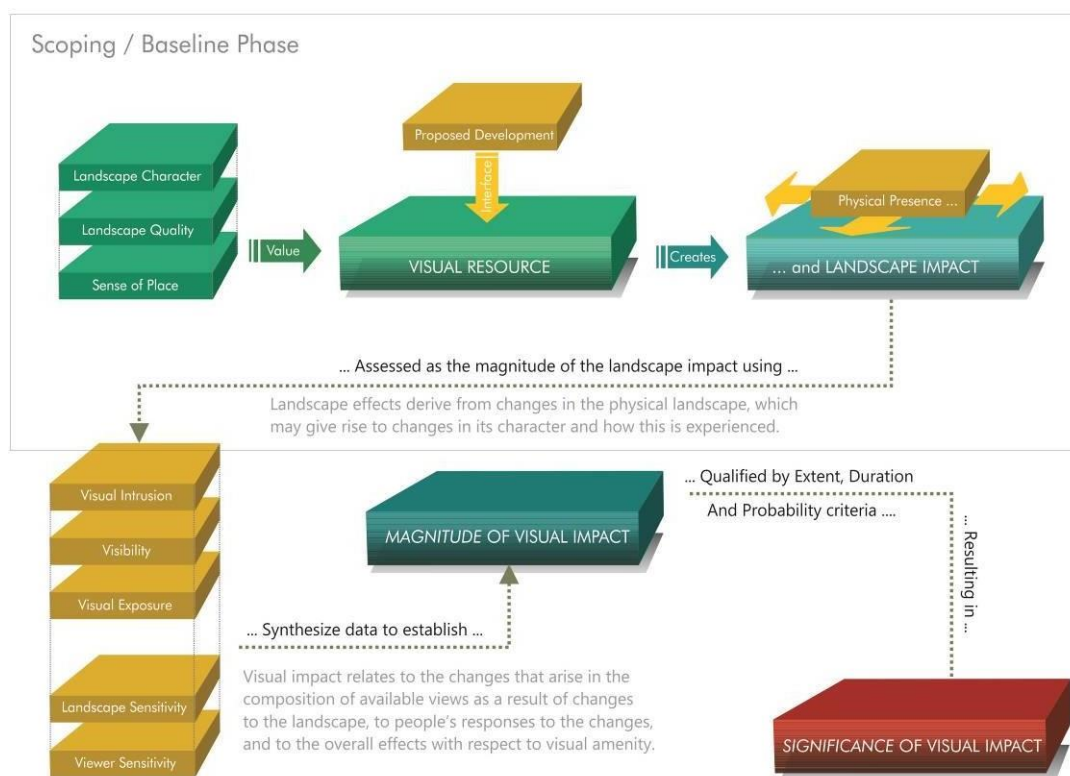 Scoping / Baseline Phase
Proposed Development
Interface
Landscape Character
Landscape Quality
Sense of Place
Value
VISUAL RESOURCE
Creates
Physical Presence ...
... and LANDSCAPE IMPACT
... Assessed as the magnitude of the landscape impact using ...
Landscape effects derive from changes in the physical landscape, which
may give rise to changes in its character and how this is experienced.
Visual Intrusion
Visibility
Visual Exposure
Landscape Sensitivity
Viewer Sensitivity
... Synthesize data to establish ...
Visual impact relates to the changes that arise in the
composition of available views as a result of changes
to the landscape, to people's responses to the changes,
and to the overall effects with respect to visual amenity.
MAGNITUDE OF VISUAL IMPACT
... Qualified by Extent, Duration
And Probability criteria ....
... Resulting in ...
SIGNIFICANCE OF VISUAL IMPACT